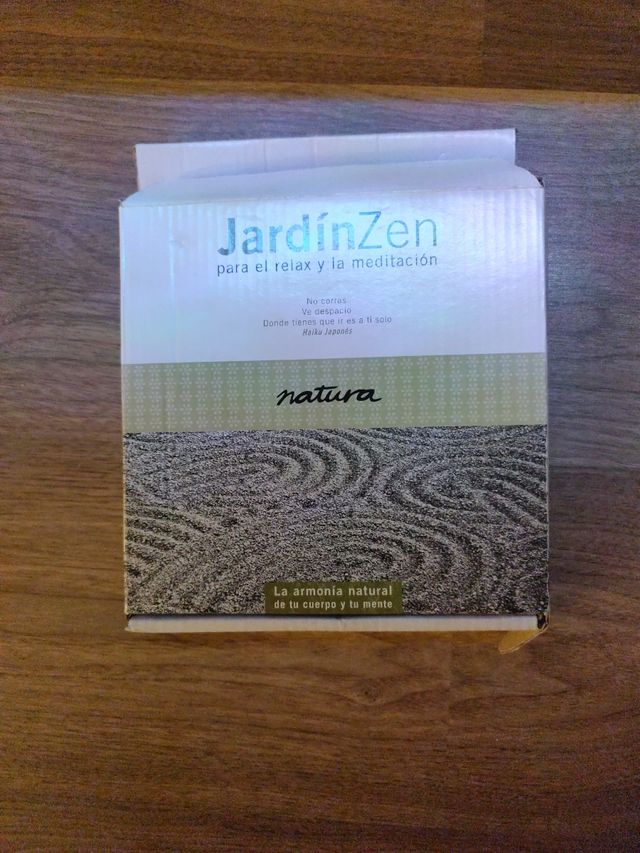 JardínZen
para el relax y la meditación
No corras
Ve despacio
Donde tienes que ir es a ti solo
Haiku Japonés
natura
La armonía natural
de tu cuerpo y tu mente